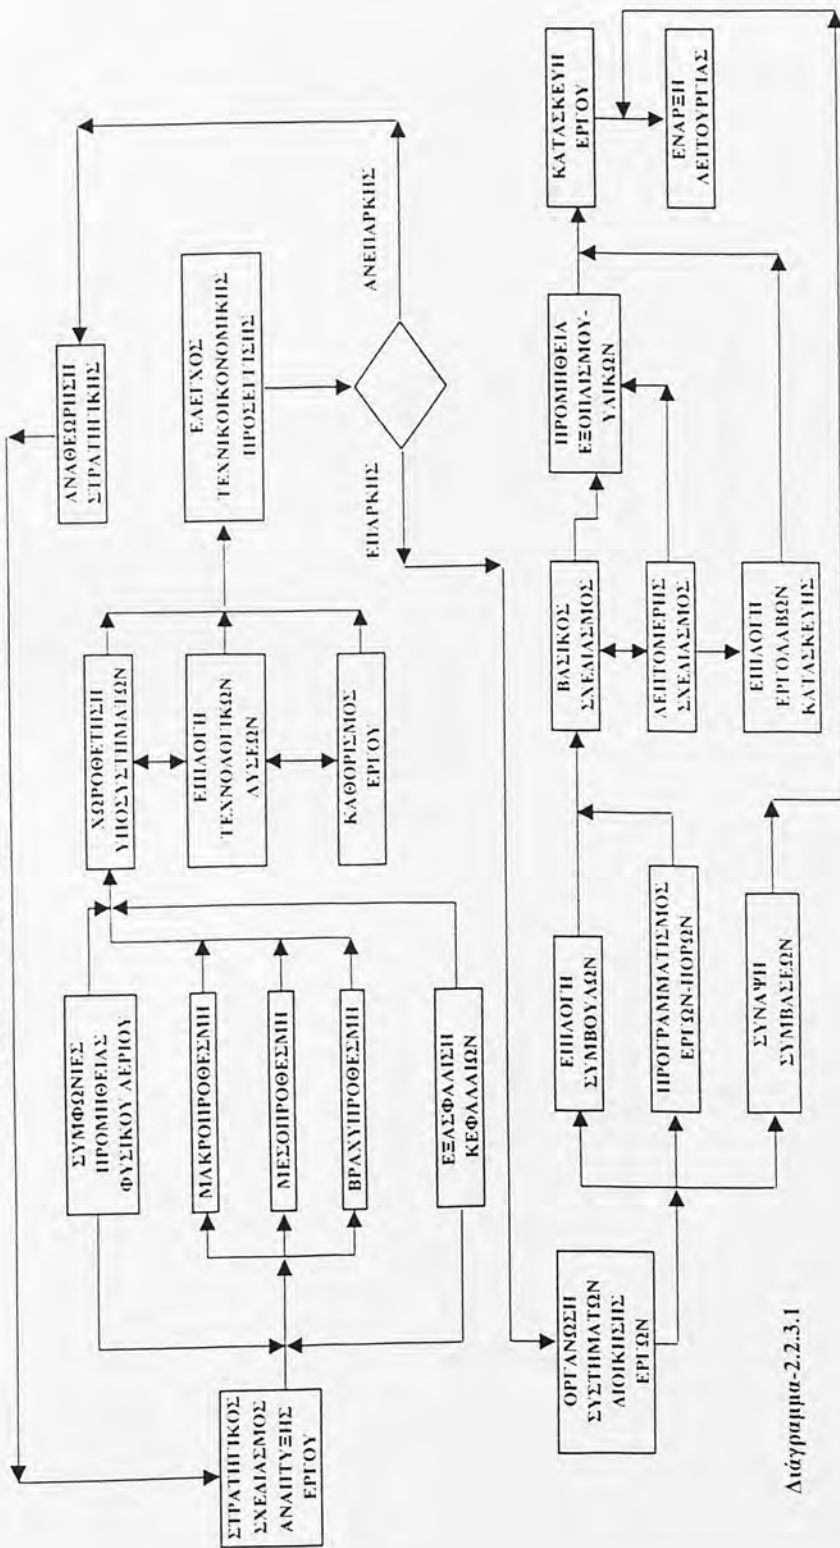 ΣΤΡΑΤΗΓΙΚΟΣ
ΣΧΕΔΙΑΣΜΟΣ
ΑΝΑΠΤΥΞΗΣ
ΕΡΓΟΥ
ΣΥΜΦΩΝΙΕΣ
ΠΡΟΜΗΘΕΙΑΣ
ΦΥΣΙΚΟΥ ΑΕΡΙΟΥ
ΜΑΚΡΟΠΡΟΘΕΣΜΗ
ΜΕΣΟΠΡΟΘΕΣΜΗ
ΒΡΑΧΥΠΡΟΘΕΣΜΗ
ΕΞΑΣΦΑΛΙΣΗ
ΚΕΦΑΛΑΙΩΝ
ΧΩΡΟΘΕΤΗΣΗ
ΥΠΟΣΥΣΤΗΜΑΤΩΝ
ΕΠΙΛΟΓΗ
ΤΕΧΝΟΛΟΓΙΚΩΝ
ΛΥΣΕΩΝ
ΚΑΘΟΡΙΣΜΟΣ
ΕΡΓΟΥ
ΑΝΑΘΕΩΡΗΣΗ
ΣΤΡΑΤΗΓΙΚΗΣ
ΕΛΕΓΧΟΣ
ΤΕΧΝΙΚΟΙΚΟΝΟΜΙΚΗΣ
ΠΡΟΣΕΓΓΙΣΗΣ
ΕΠΑΡΚΗΣ
ΑΝΕΠΑΡΚΗΣ
ΟΡΓΑΝΩΣΗ
ΣΥΣΤΗΜΑΤΩΝ
ΔΙΟΙΚΗΣΗΣ
ΕΡΓΩΝ
ΕΠΙΛΟΓΗ
ΣΥΜΒΟΥΛΩΝ
ΠΡΟΓΡΑΜΜΑΤΙΣΜΟΣ
ΕΡΓΩΝ-ΠΟΡΩΝ
ΣΥΝΑΨΗ
ΣΥΜΒΑΣΕΩΝ
ΒΑΣΙΚΟΣ
ΣΧΕΔΙΑΣΜΟΣ
ΛΕΠΤΟΜΕΡΗΣ
ΣΧΕΔΙΑΣΜΟΣ
ΕΠΙΛΟΓΗ
ΕΡΓΟΛΑΒΩΝ
ΚΑΤΑΣΚΕΥΗΣ
ΠΡΟΜΗΘΕΙΑ
ΕΞΟΠΛΙΣΜΟΥ-
ΥΛΙΚΩΝ
ΚΑΤΑΣΚΕΥΗ
ΕΡΓΟΥ
ΕΝΑΡΞΗ
ΛΕΙΤΟΥΡΓΙΑΣ
Διάγραμμα-2.2.3.1